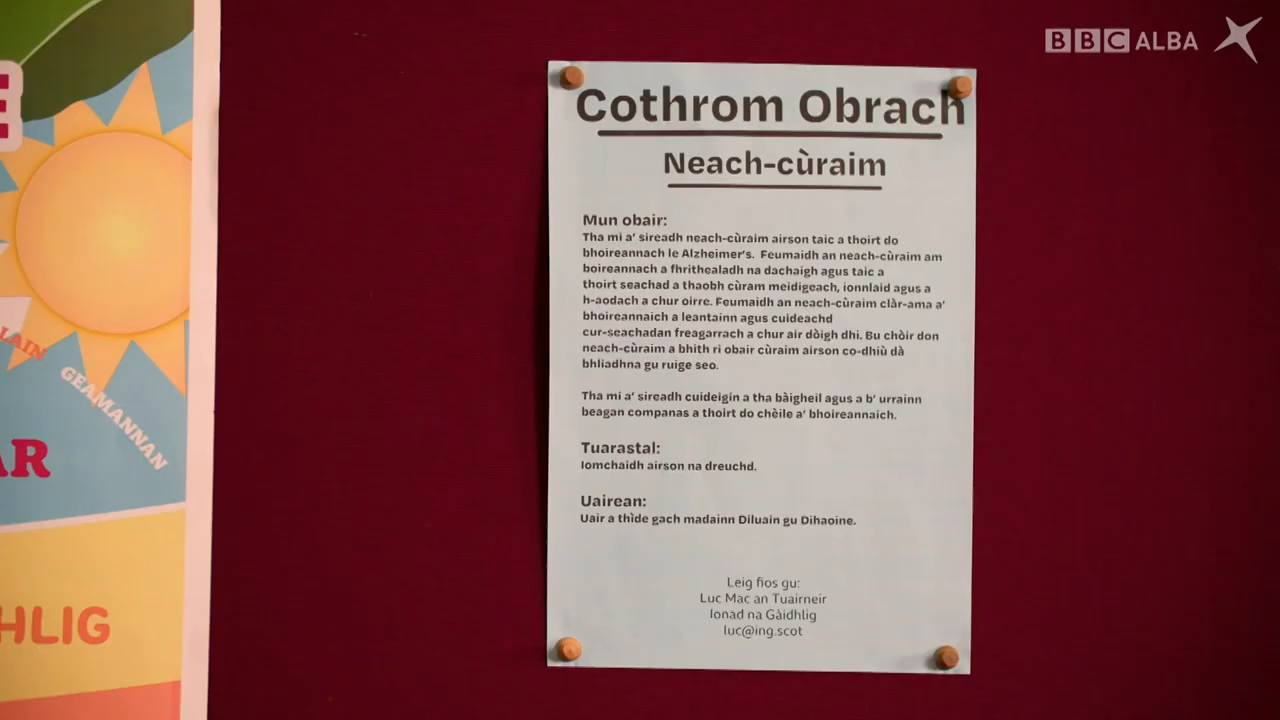 BBC ALBA
E
LAIN
GEAMANNAN
AR
HLIG
Cothrom Obrach
Neach-cùraim
Mun obair:
Tha mi a' sireadh neach-cùraim airson taic a thoirt do
bhoireannach le Alzheimer's. Feumaidh an neach-cùraim am
boireannach a fhrithealadh na dachaigh agus taic a
thoirt seachad a thaobh cùram meidigeach, ionnlaid agus a
h-aodach a chur oirre. Feumaidh an neach-cùraim clàr-ama a'
bhoireannaich a leantainn agus cuideachd
cur-seachadan freagarrach a chur air dòigh dhi. Bu chòir don
neach-cùraim a bhith ri obair cùraim airson co-dhiù dà
bhliadhna gu ruige seo.
Tha mi a' sireadh cuideigin a tha bàigheil agus a b' urrainn
beagan companas a thoirt do chèile a' bhoireannaich.
Tuarastal:
Iomchaidh airson na dreuchd.
Uairean:
Uair a thìde gach madainn Diluain gu Dihaoine.
Leig fios gu:
Luc Mac an Tuairneir
Ionad na Gàidhlig
luc@ing.scot